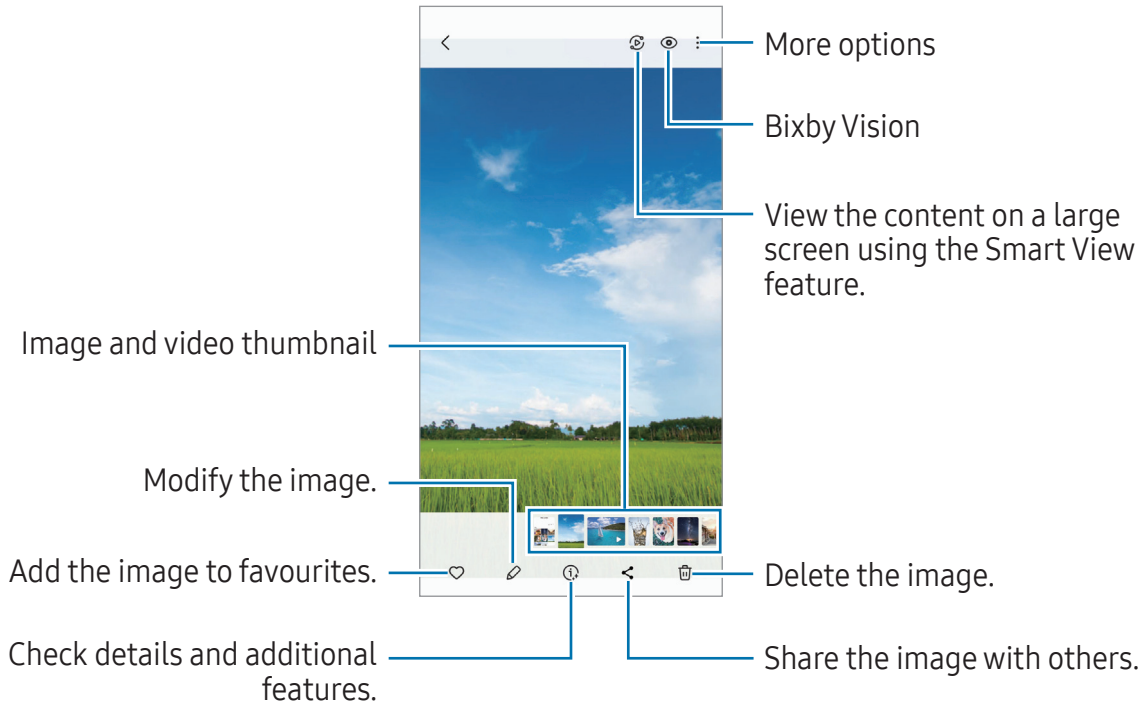 More options
Bixby Vision
View the content on a large
screen using the Smart View
feature.
Image and video thumbnail
Modify the image.
Add the image to favourites.
Delete the image.
Check details and additional
features.
Share the image with others.